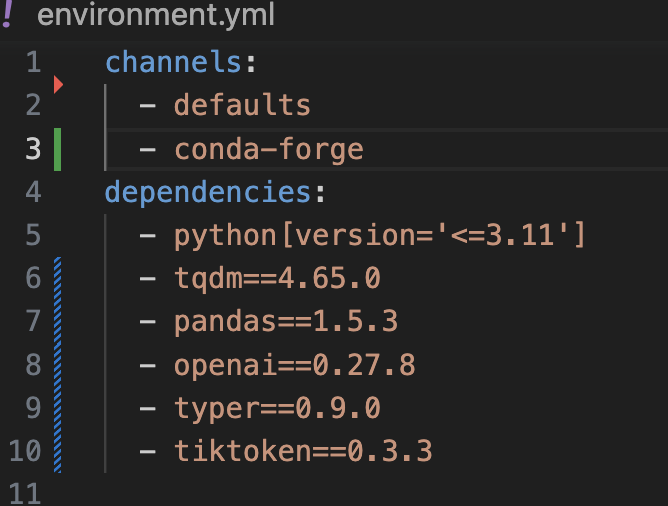 ! environment.yml
1 channels:
2 - defaults
3 - conda-forge
4 dependencies:
5 - python[version='<=3.11']
6 - tqdm==4.65.0
7 - pandas==1.5.3
8 - openai==0.27.8
9 - typer==0.9.0
10 - tiktoken==0.3.3
11